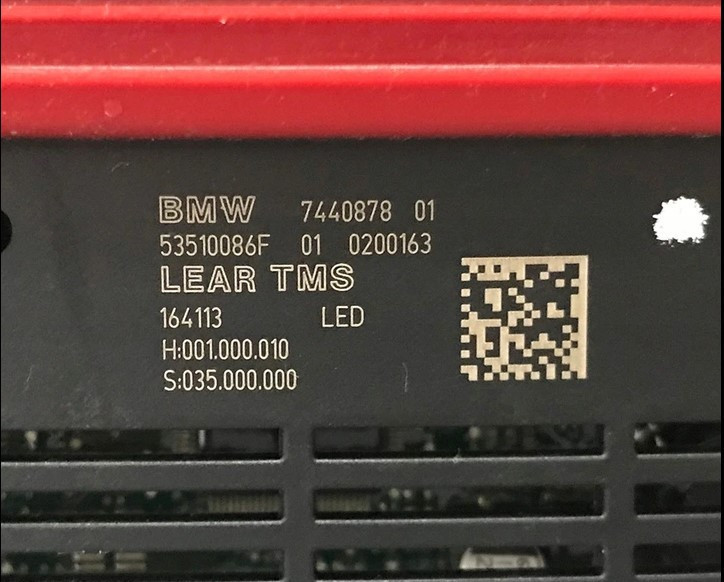 BMW 7440878 01
53510086F 01 0200163
LEAR TMS
164113 LED
H:001.000.010
S:035.000.000